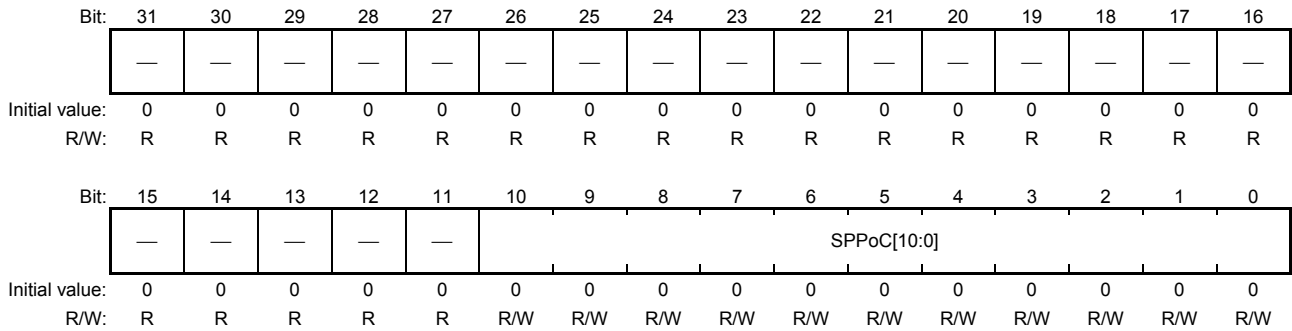 Bit: 31 30 29 28 27 26 25 24 23 22 21 20 19 18 17 16
— — — — — — — — — — — — — — — —
Initial value: 0 0 0 0 0 0 0 0 0 0 0 0 0 0 0 0
R/W: R R R R R R R R R R R R R R R R
Bit: 15 14 13 12 11 10 9 8 7 6 5 4 3 2 1 0
— — — — — SPPoC[10:0]
Initial value: 0 0 0 0 0 0 0 0 0 0 0 0 0 0 0 0
R/W: R R R R R R/W R/W R/W R/W R/W R/W R/W R/W R/W R/W R/W